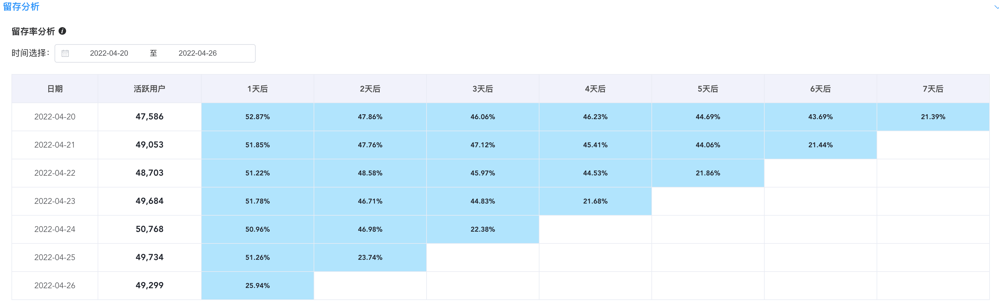 留存分析
留存率分析
时间选择: 2022-04-20 至 2022-04-26
日期 活跃用户 1天后 2天后 3天后 4天后 5天后 6天后 7天后
2022-04-20 47,586 52.87% 47.86% 46.06% 46.23% 44.69% 43.69% 21.39%
2022-04-21 49,053 51.85% 47.76% 47.12% 45.41% 44.06% 21.44%
2022-04-22 48,703 51.22% 48.58% 45.97% 44.53% 21.86%
2022-04-23 49,684 51.78% 46.71% 44.83% 21.68%
2022-04-24 50,768 50.96% 46.98% 22.38%
2022-04-25 49,734 51.26% 23.74%
2022-04-26 49,299 25.94%